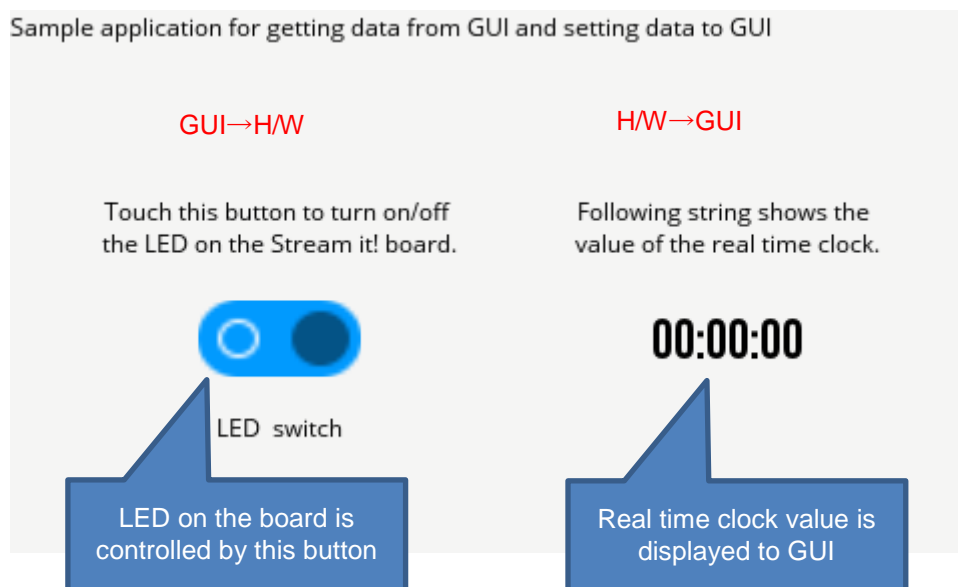 Sample application for getting data from GUI and setting data to GUI
GUI→H/W
H/W→GUI
Touch this button to turn on/off
the LED on the Stream it! board.
Following string shows the
value of the real time clock.
00:00:00
LED switch
LED on the board is
controlled by this button
Real time clock value is
displayed to GUI